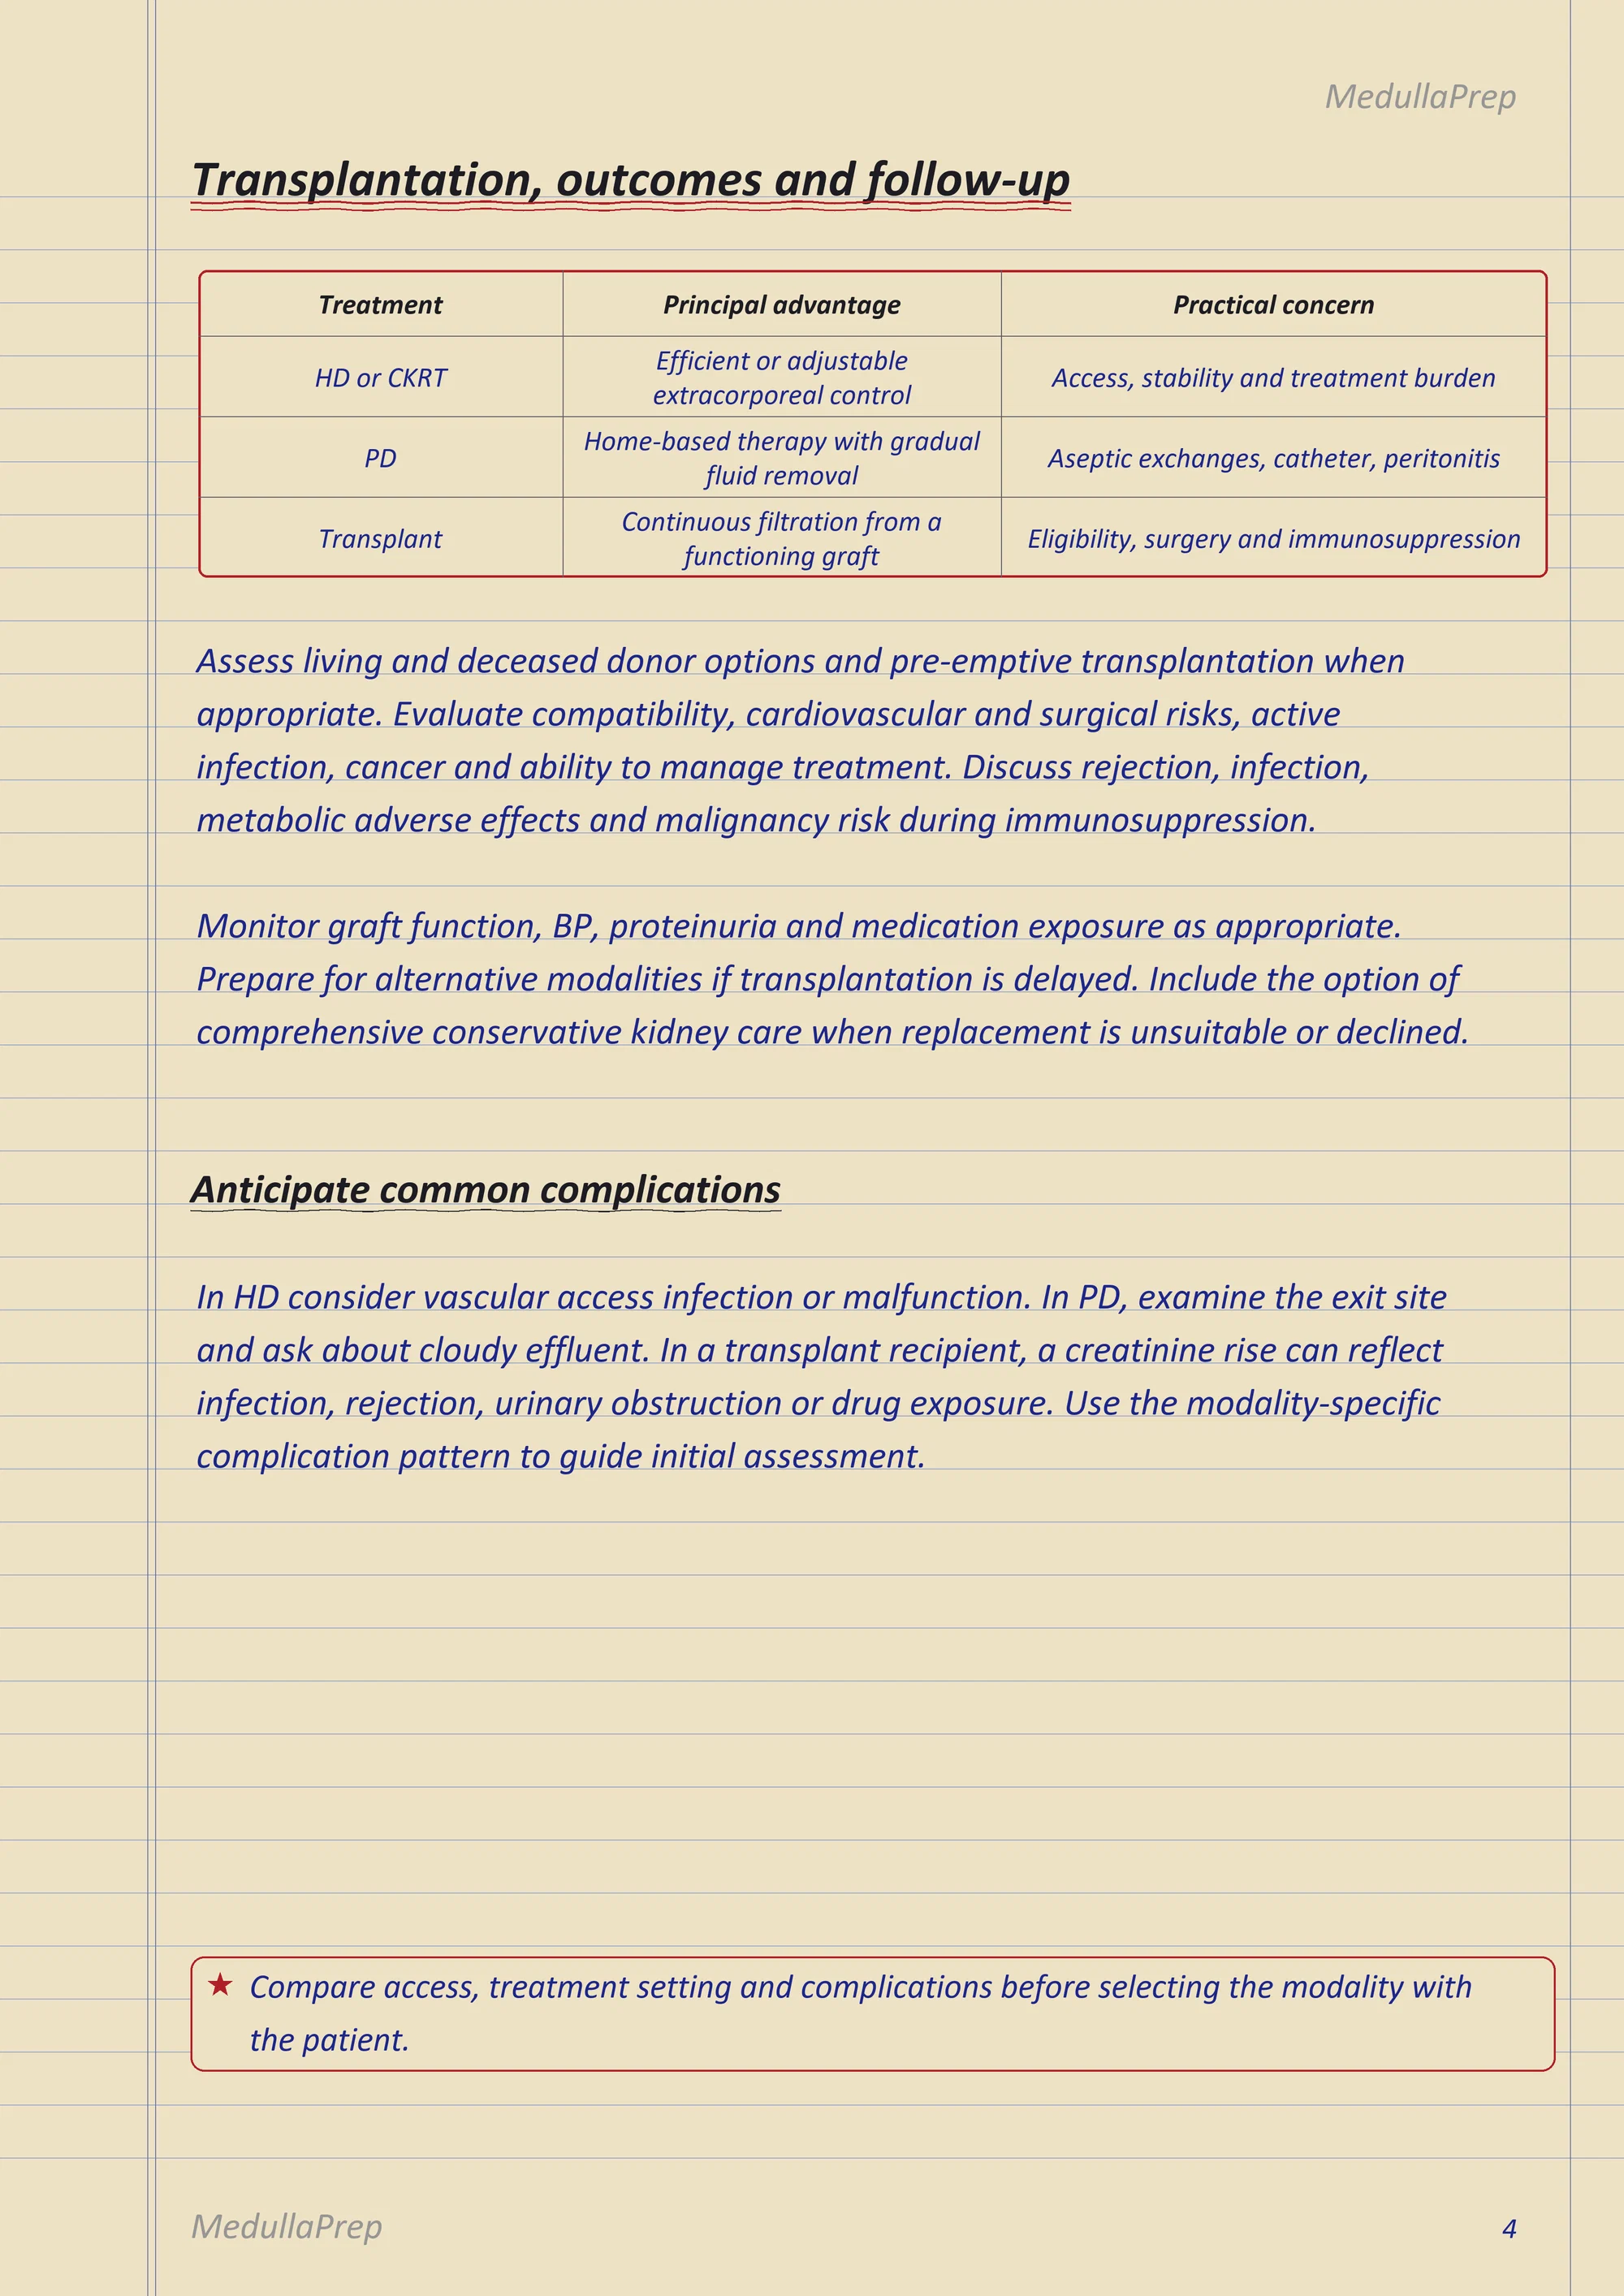 MedullaPrep
Transplantation, outcomes and follow-up
Treatment Principal advantage Practical concern
HD or CKRT Efficient or adjustable extracorporeal control Access, stability and treatment burden
PD Home-based therapy with gradual fluid removal Aseptic exchanges, catheter, peritonitis
Transplant Continuous filtration from a functioning graft Eligibility, surgery and immunosuppression
Assess living and deceased donor options and pre-emptive transplantation when
appropriate. Evaluate compatibility, cardiovascular and surgical risks, active
infection, cancer and ability to manage treatment. Discuss rejection, infection,
metabolic adverse effects and malignancy risk during immunosuppression.
Monitor graft function, BP, proteinuria and medication exposure as appropriate.
Prepare for alternative modalities if transplantation is delayed. Include the option of
comprehensive conservative kidney care when replacement is unsuitable or declined.
Anticipate common complications
In HD consider vascular access infection or malfunction. In PD, examine the exit site
and ask about cloudy effluent. In a transplant recipient, a creatinine rise can reflect
infection, rejection, urinary obstruction or drug exposure. Use the modality-specific
complication pattern to guide initial assessment.
★ Compare access, treatment setting and complications before selecting the modality with
the patient.
MedullaPrep 4